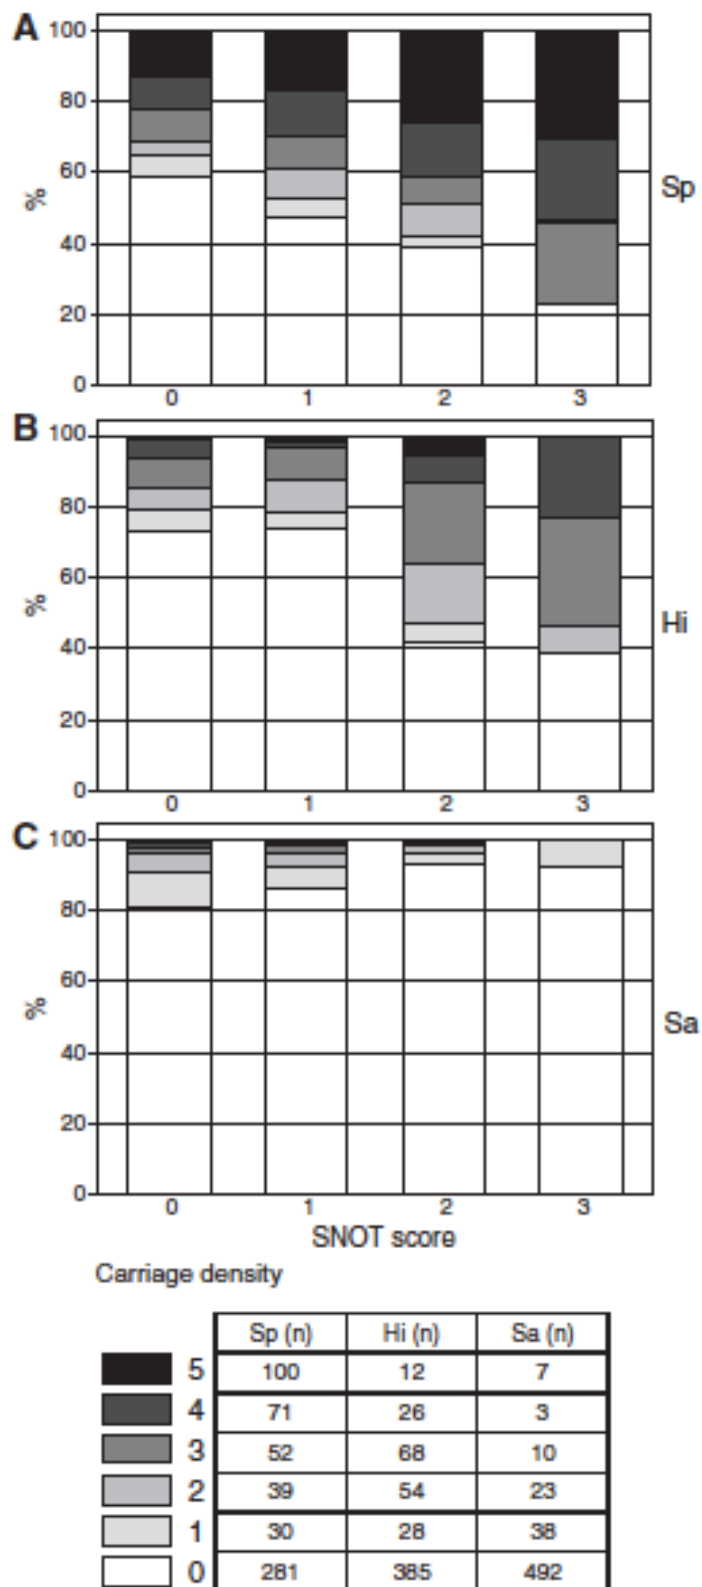 A
100
80
60
40
20
0
%
Sp
0 1 2 3
B
100
80
60
40
20
0
%
Hi
0 1 2 3
C
100
80
60
40
20
0
%
Sa
0 1 2 3
SNOT score
Carriage density
Sp (n) Hi (n) Sa (n)
5 100 12 7
4 71 26 3
3 52 68 10
2 39 54 23
1 30 28 38
0 281 385 492